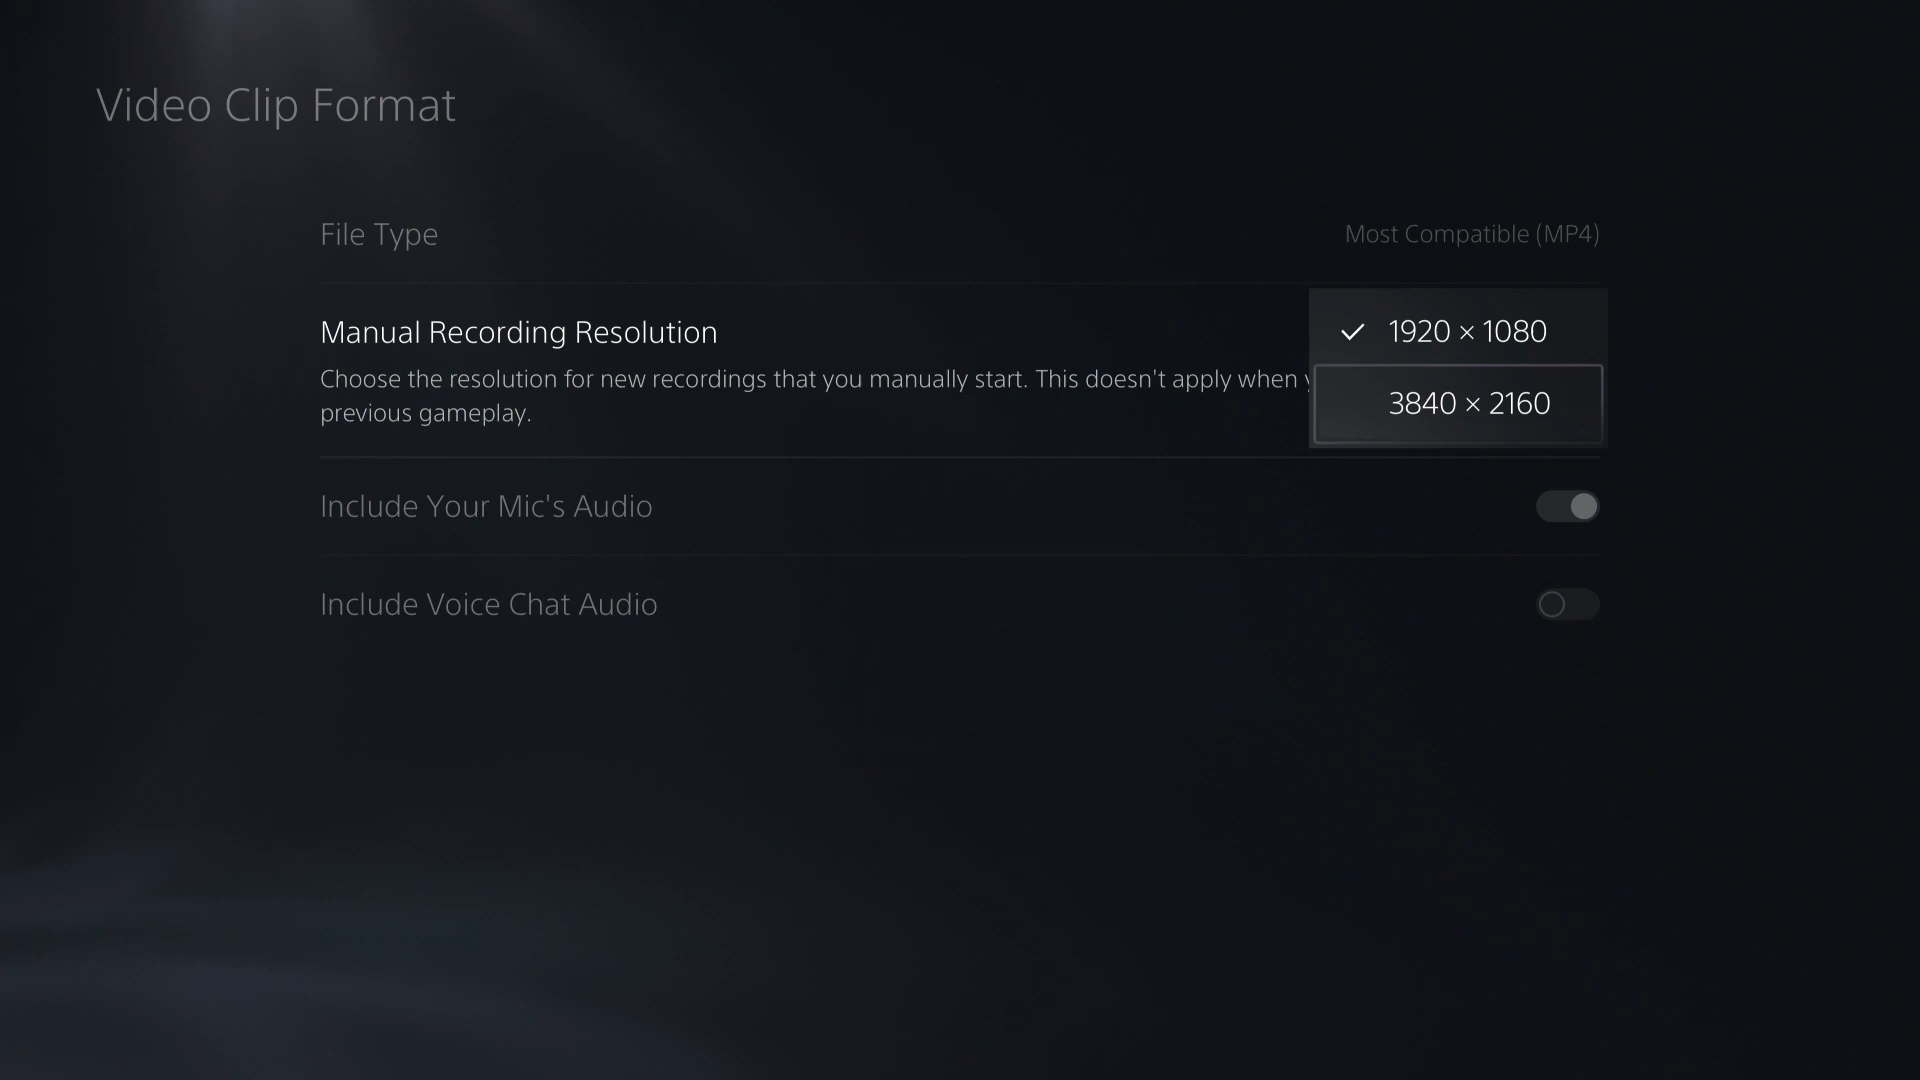 Video Clip Format
File Type
Most Compatible (MP4)
Manual Recording Resolution
1920 × 1080
Choose the resolution for new recordings that you manually start. This doesn't apply when
3840 × 2160
previous gameplay.
Include Your Mic's Audio
Include Voice Chat Audio